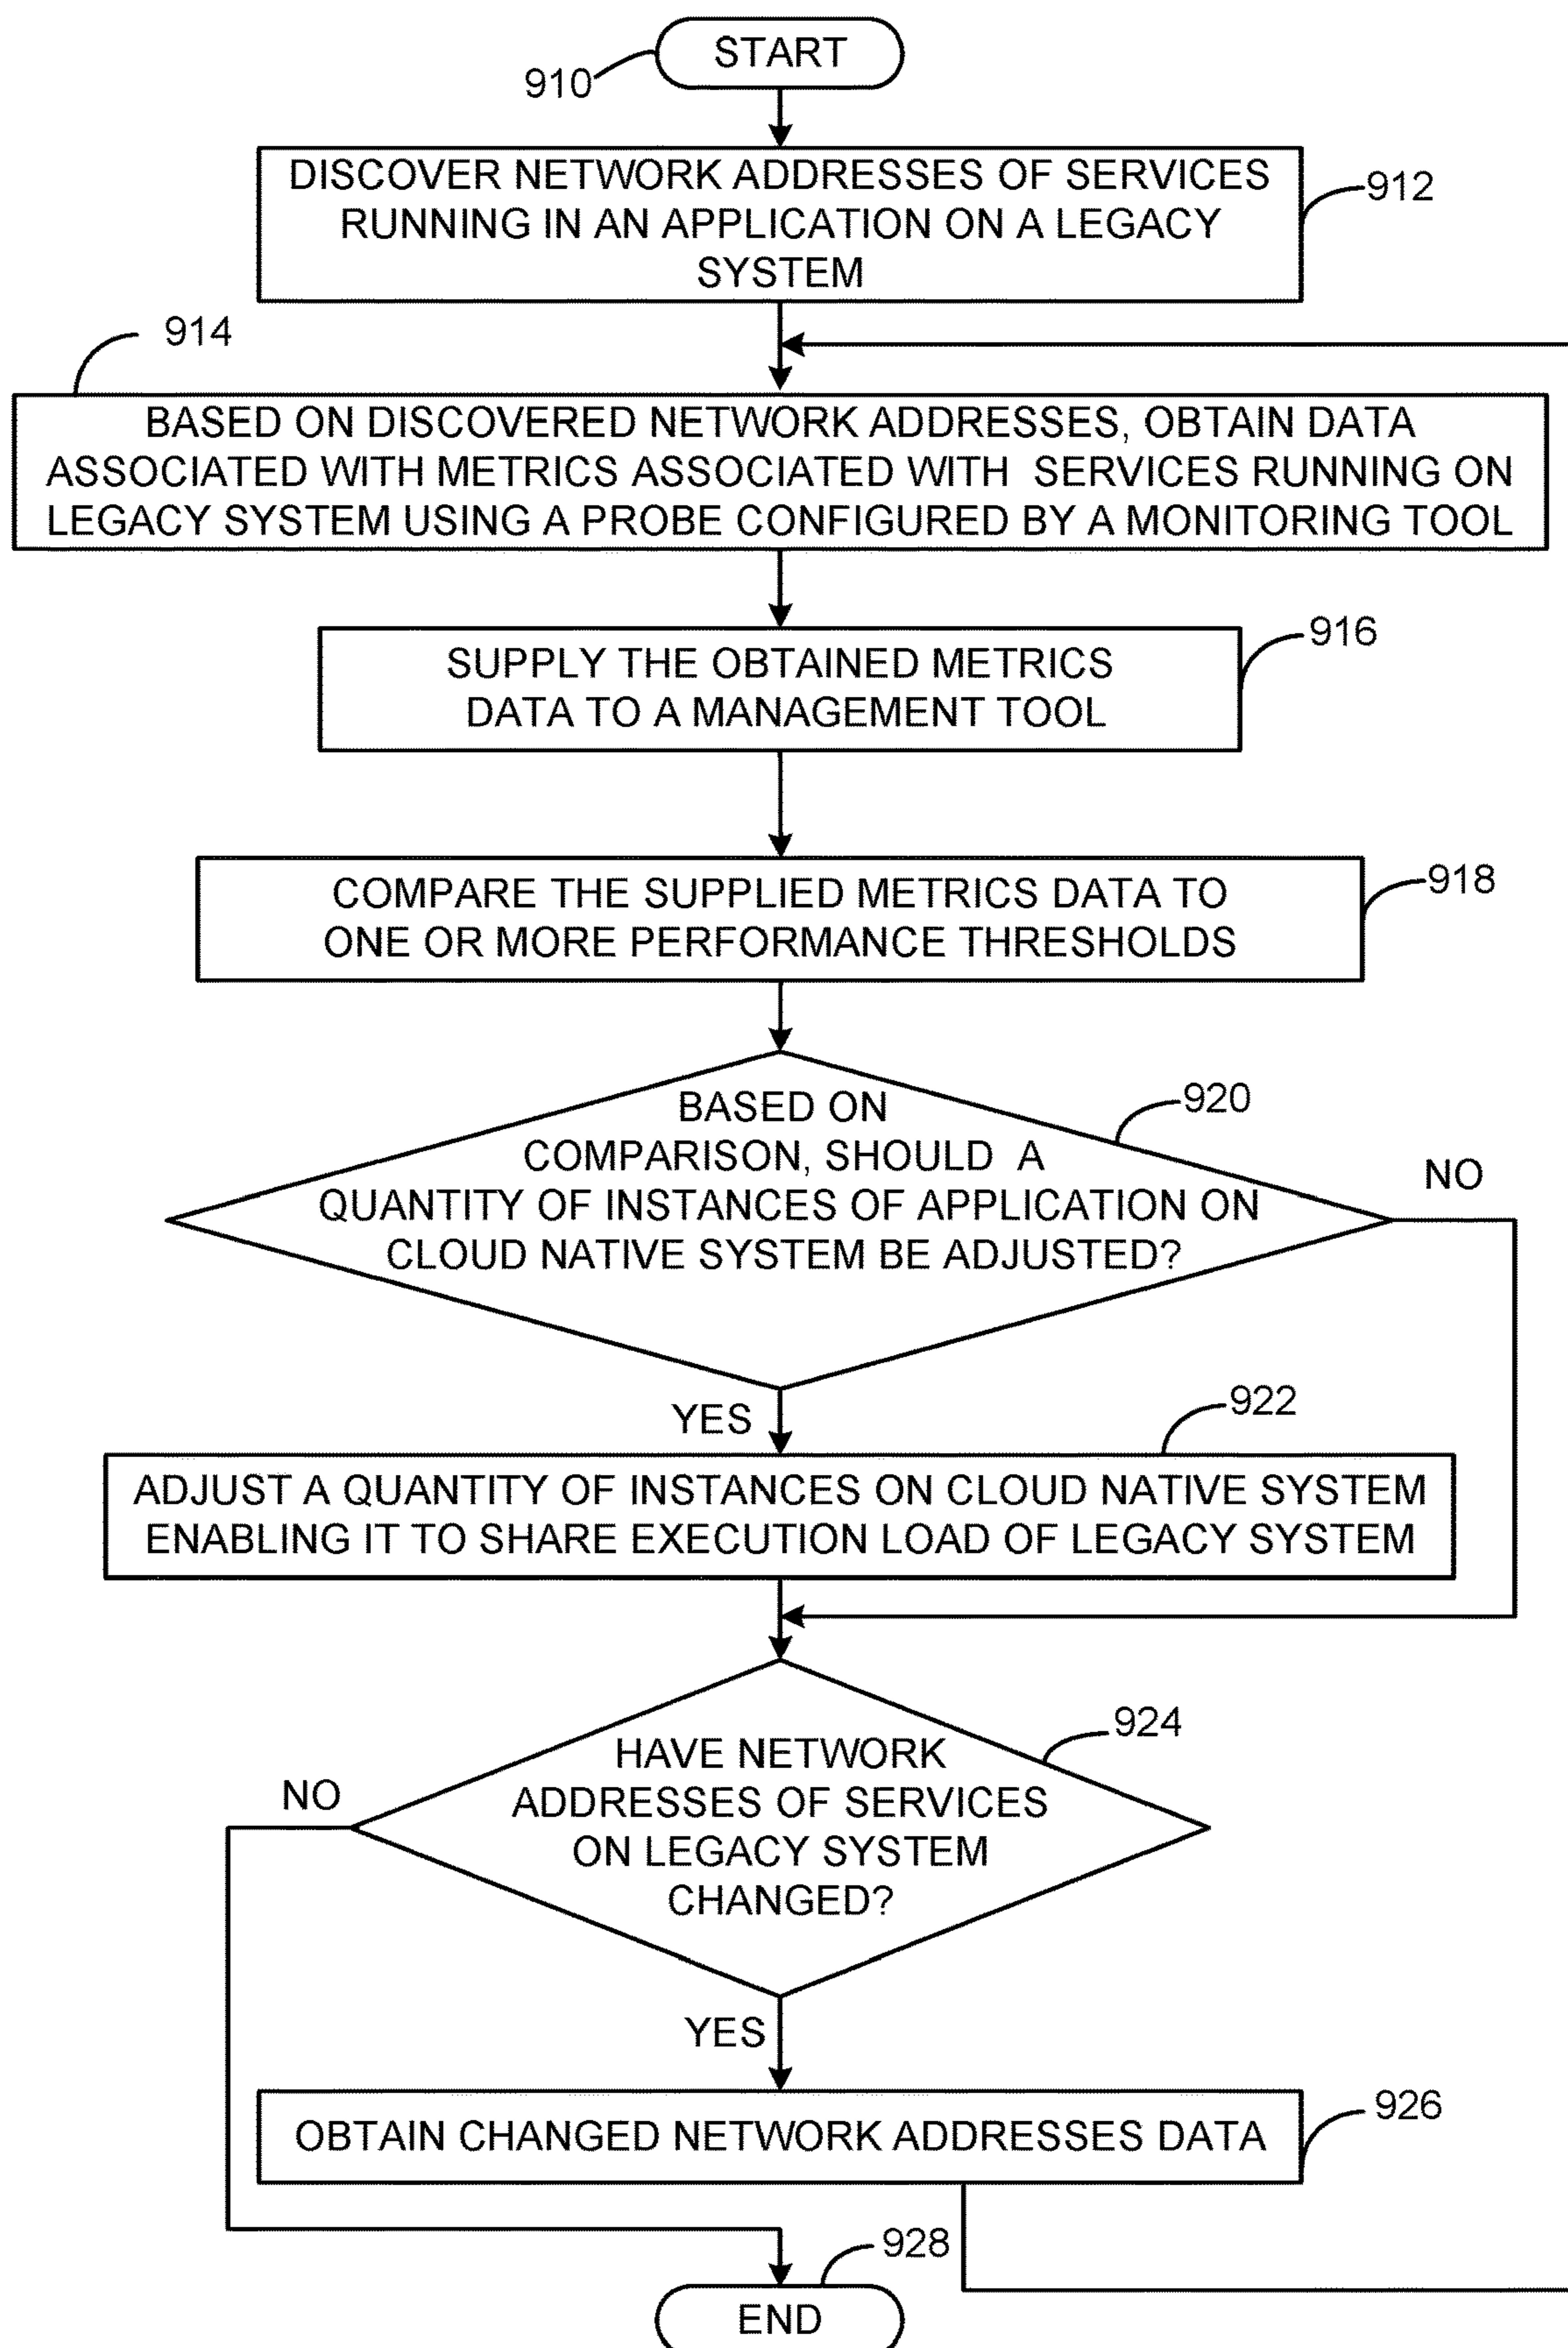 START
910
DISCOVER NETWORK ADDRESSES OF SERVICES
RUNNING IN AN APPLICATION ON A LEGACY
SYSTEM
912
914
BASED ON DISCOVERED NETWORK ADDRESSES, OBTAIN DATA
ASSOCIATED WITH METRICS ASSOCIATED WITH SERVICES RUNNING ON
LEGACY SYSTEM USING A PROBE CONFIGURED BY A MONITORING TOOL
916
SUPPLY THE OBTAINED METRICS
DATA TO A MANAGEMENT TOOL
918
COMPARE THE SUPPLIED METRICS DATA TO
ONE OR MORE PERFORMANCE THRESHOLDS
920
BASED ON
COMPARISON, SHOULD A
QUANTITY OF INSTANCES OF APPLICATION ON
CLOUD NATIVE SYSTEM BE ADJUSTED?
NO
YES
922
ADJUST A QUANTITY OF INSTANCES ON CLOUD NATIVE SYSTEM
ENABLING IT TO SHARE EXECUTION LOAD OF LEGACY SYSTEM
924
HAVE NETWORK
ADDRESSES OF SERVICES
ON LEGACY SYSTEM
CHANGED?
NO
YES
926
OBTAIN CHANGED NETWORK ADDRESSES DATA
928
END